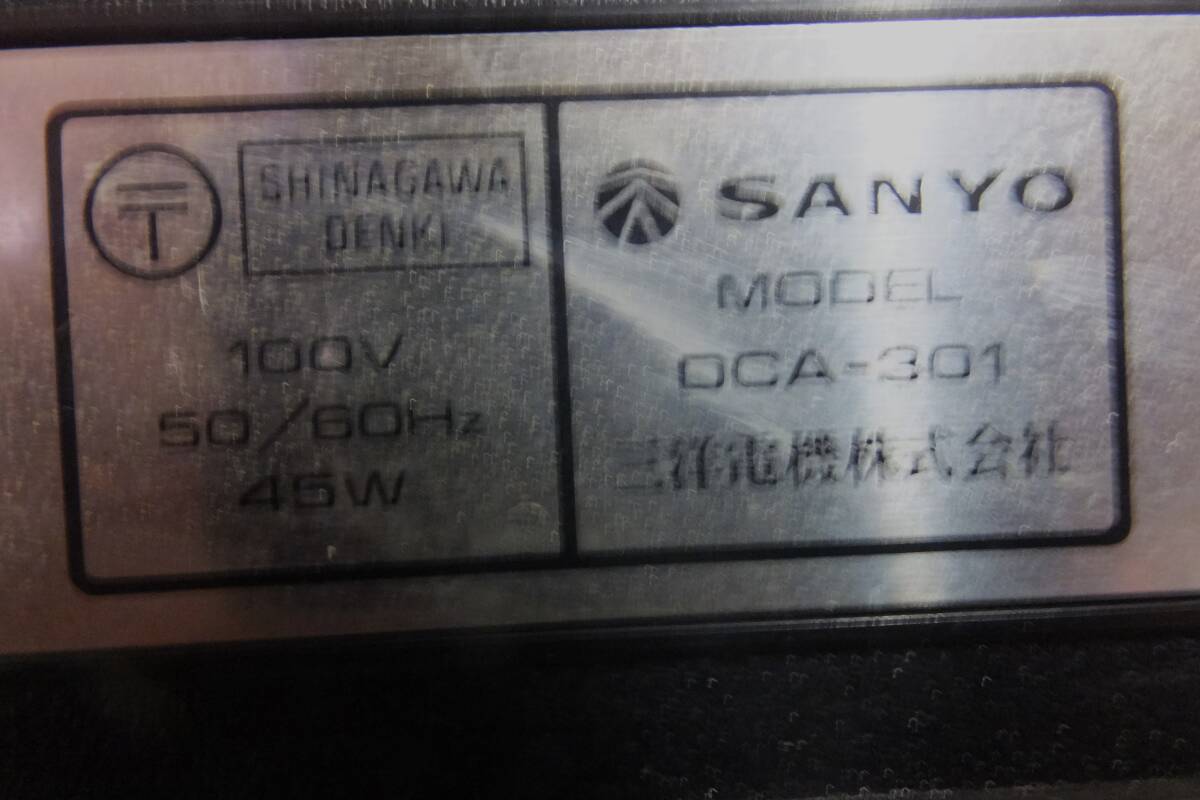 〒
SHINAGAWA
DENKI
100V
50/60Hz
45W
SANYO
MODEL
DCA-301
三洋電機株式会社